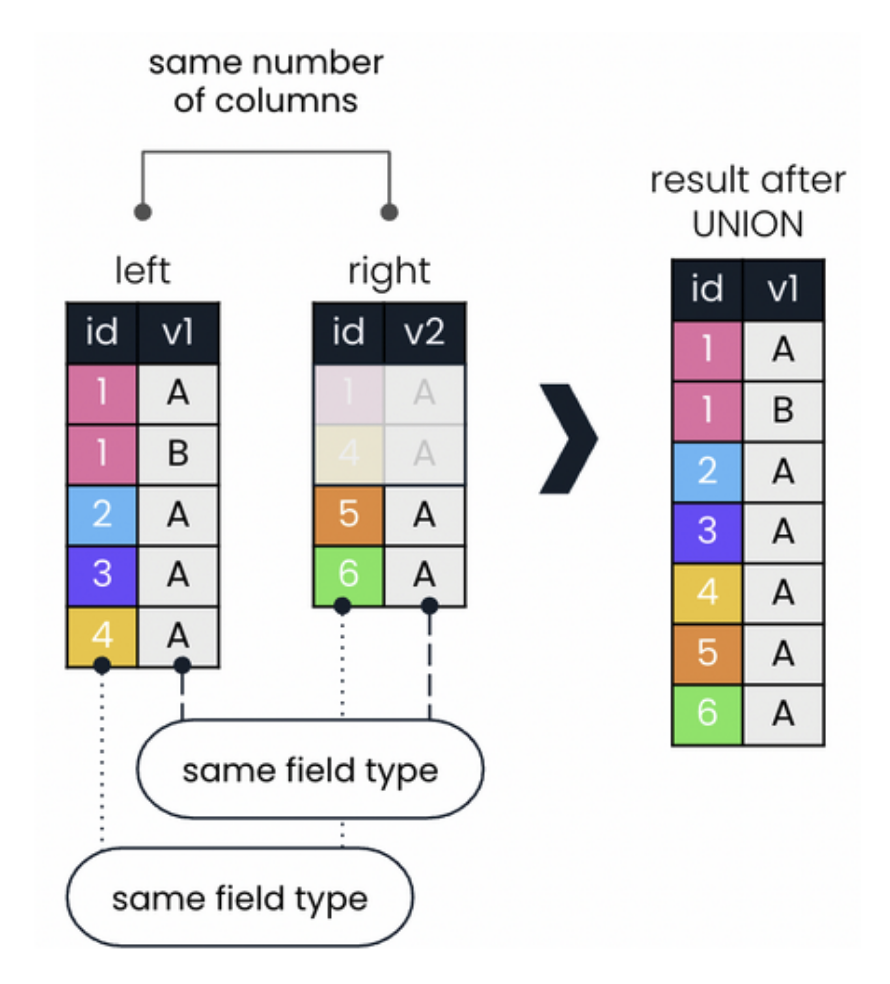 same number
of columns
result after
UNION
left
right
id v1
id v2
id v1
1 A
1 A
1 A
1 B
4 A
1 B
2 A
5 A
2 A
3 A
6 A
3 A
4 A
4 A
5 A
6 A
same field type
same field type